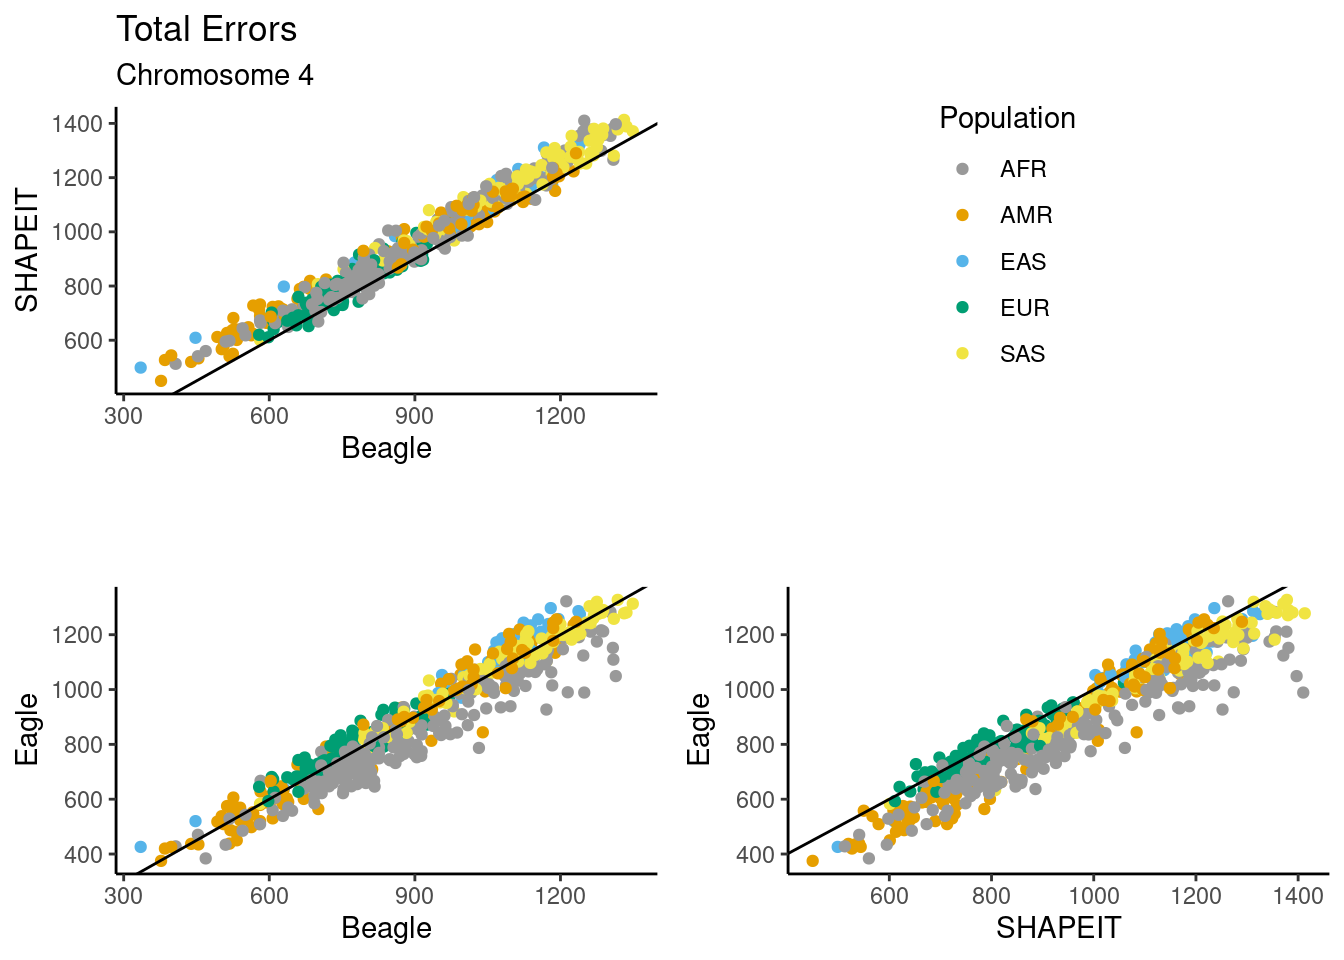 Total Errors
Chromosome 4
SHAPEIT
1400
1200
1000
800
600
300 600 900 1200
Beagle
Population
AFR
AMR
EAS
EUR
SAS
Eagle
1200
1000
800
600
400
300 600 900 1200
Beagle
Eagle
1200
1000
800
600
400
600 800 1000 1200 1400
SHAPEIT